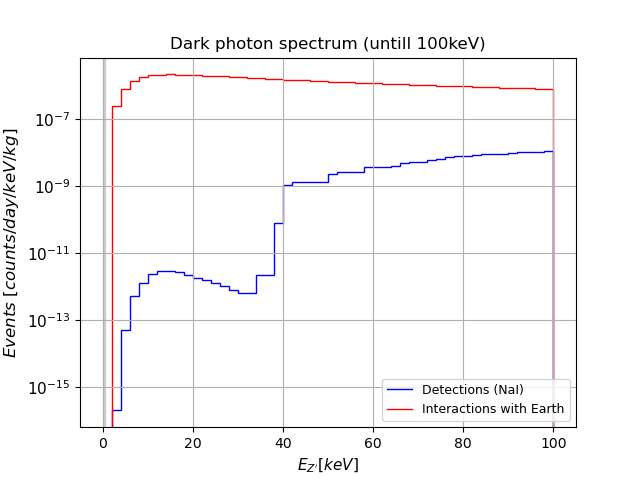 Dark photon spectrum (untill 100keV)
Events [counts/day/keV/kg]
10⁻⁷
10⁻⁹
10⁻¹¹
10⁻¹³
10⁻¹⁵
Detections (NaI)
Interactions with Earth
0 20 40 60 80 100
E_Z′[keV]